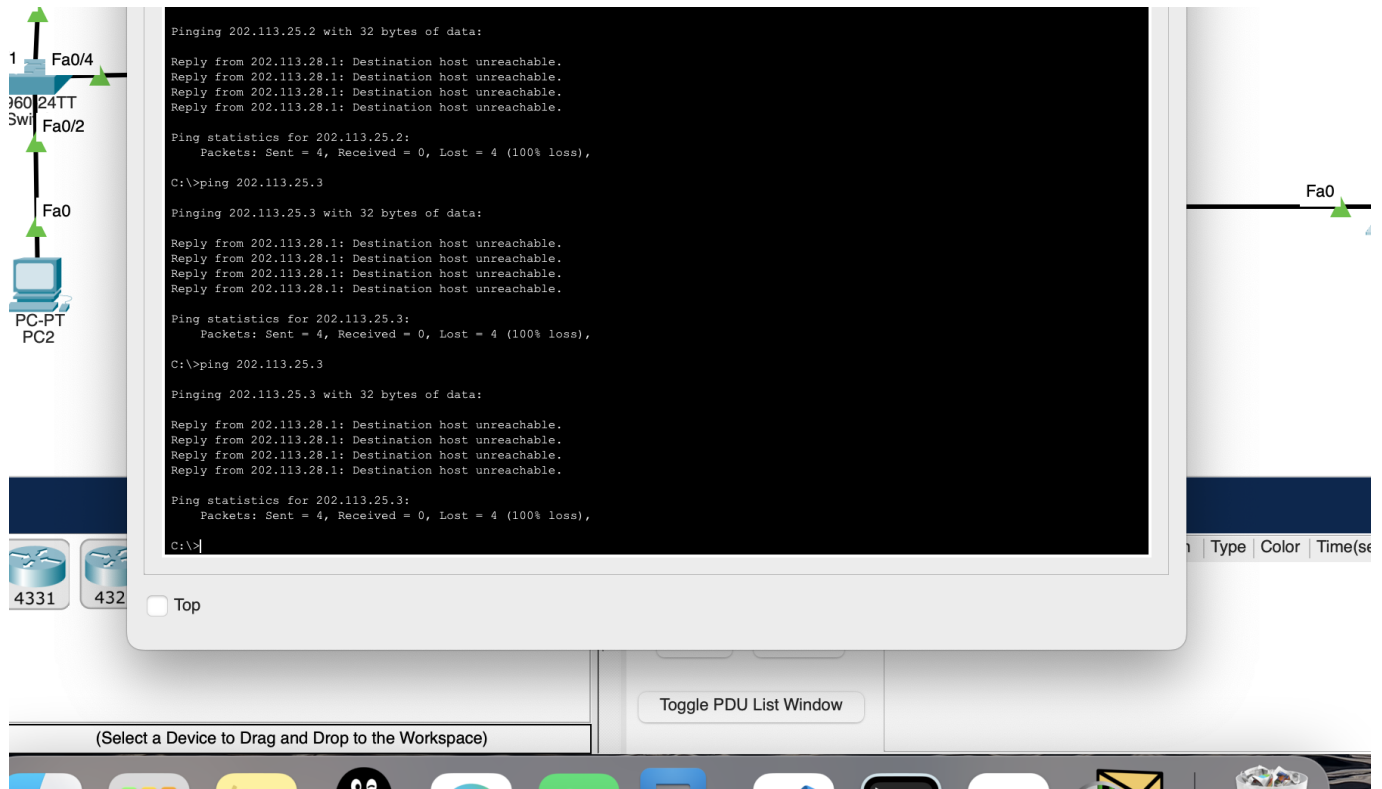 Pinging 202.113.25.2 with 32 bytes of data:
Reply from 202.113.28.1: Destination host unreachable.
Reply from 202.113.28.1: Destination host unreachable.
Reply from 202.113.28.1: Destination host unreachable.
Reply from 202.113.28.1: Destination host unreachable.
Ping statistics for 202.113.25.2:
Packets: Sent = 4, Received = 0, Lost = 4 (100% loss),
C:\>ping 202.113.25.3
Pinging 202.113.25.3 with 32 bytes of data:
Reply from 202.113.28.1: Destination host unreachable.
Reply from 202.113.28.1: Destination host unreachable.
Reply from 202.113.28.1: Destination host unreachable.
Reply from 202.113.28.1: Destination host unreachable.
Ping statistics for 202.113.25.3:
Packets: Sent = 4, Received = 0, Lost = 4 (100% loss),
C:\>ping 202.113.25.3
Pinging 202.113.25.3 with 32 bytes of data:
Reply from 202.113.28.1: Destination host unreachable.
Reply from 202.113.28.1: Destination host unreachable.
Reply from 202.113.28.1: Destination host unreachable.
Reply from 202.113.28.1: Destination host unreachable.
Ping statistics for 202.113.25.3:
Packets: Sent = 4, Received = 0, Lost = 4 (100% loss),
C:\>
1 Fa0/4
960 24TT
Swi
Fa0/2
Fa0
PC-PT
PC2
Fa0
Type Color Time(se
4331 432
Top
Toggle PDU List Window
(Select a Device to Drag and Drop to the Workspace)